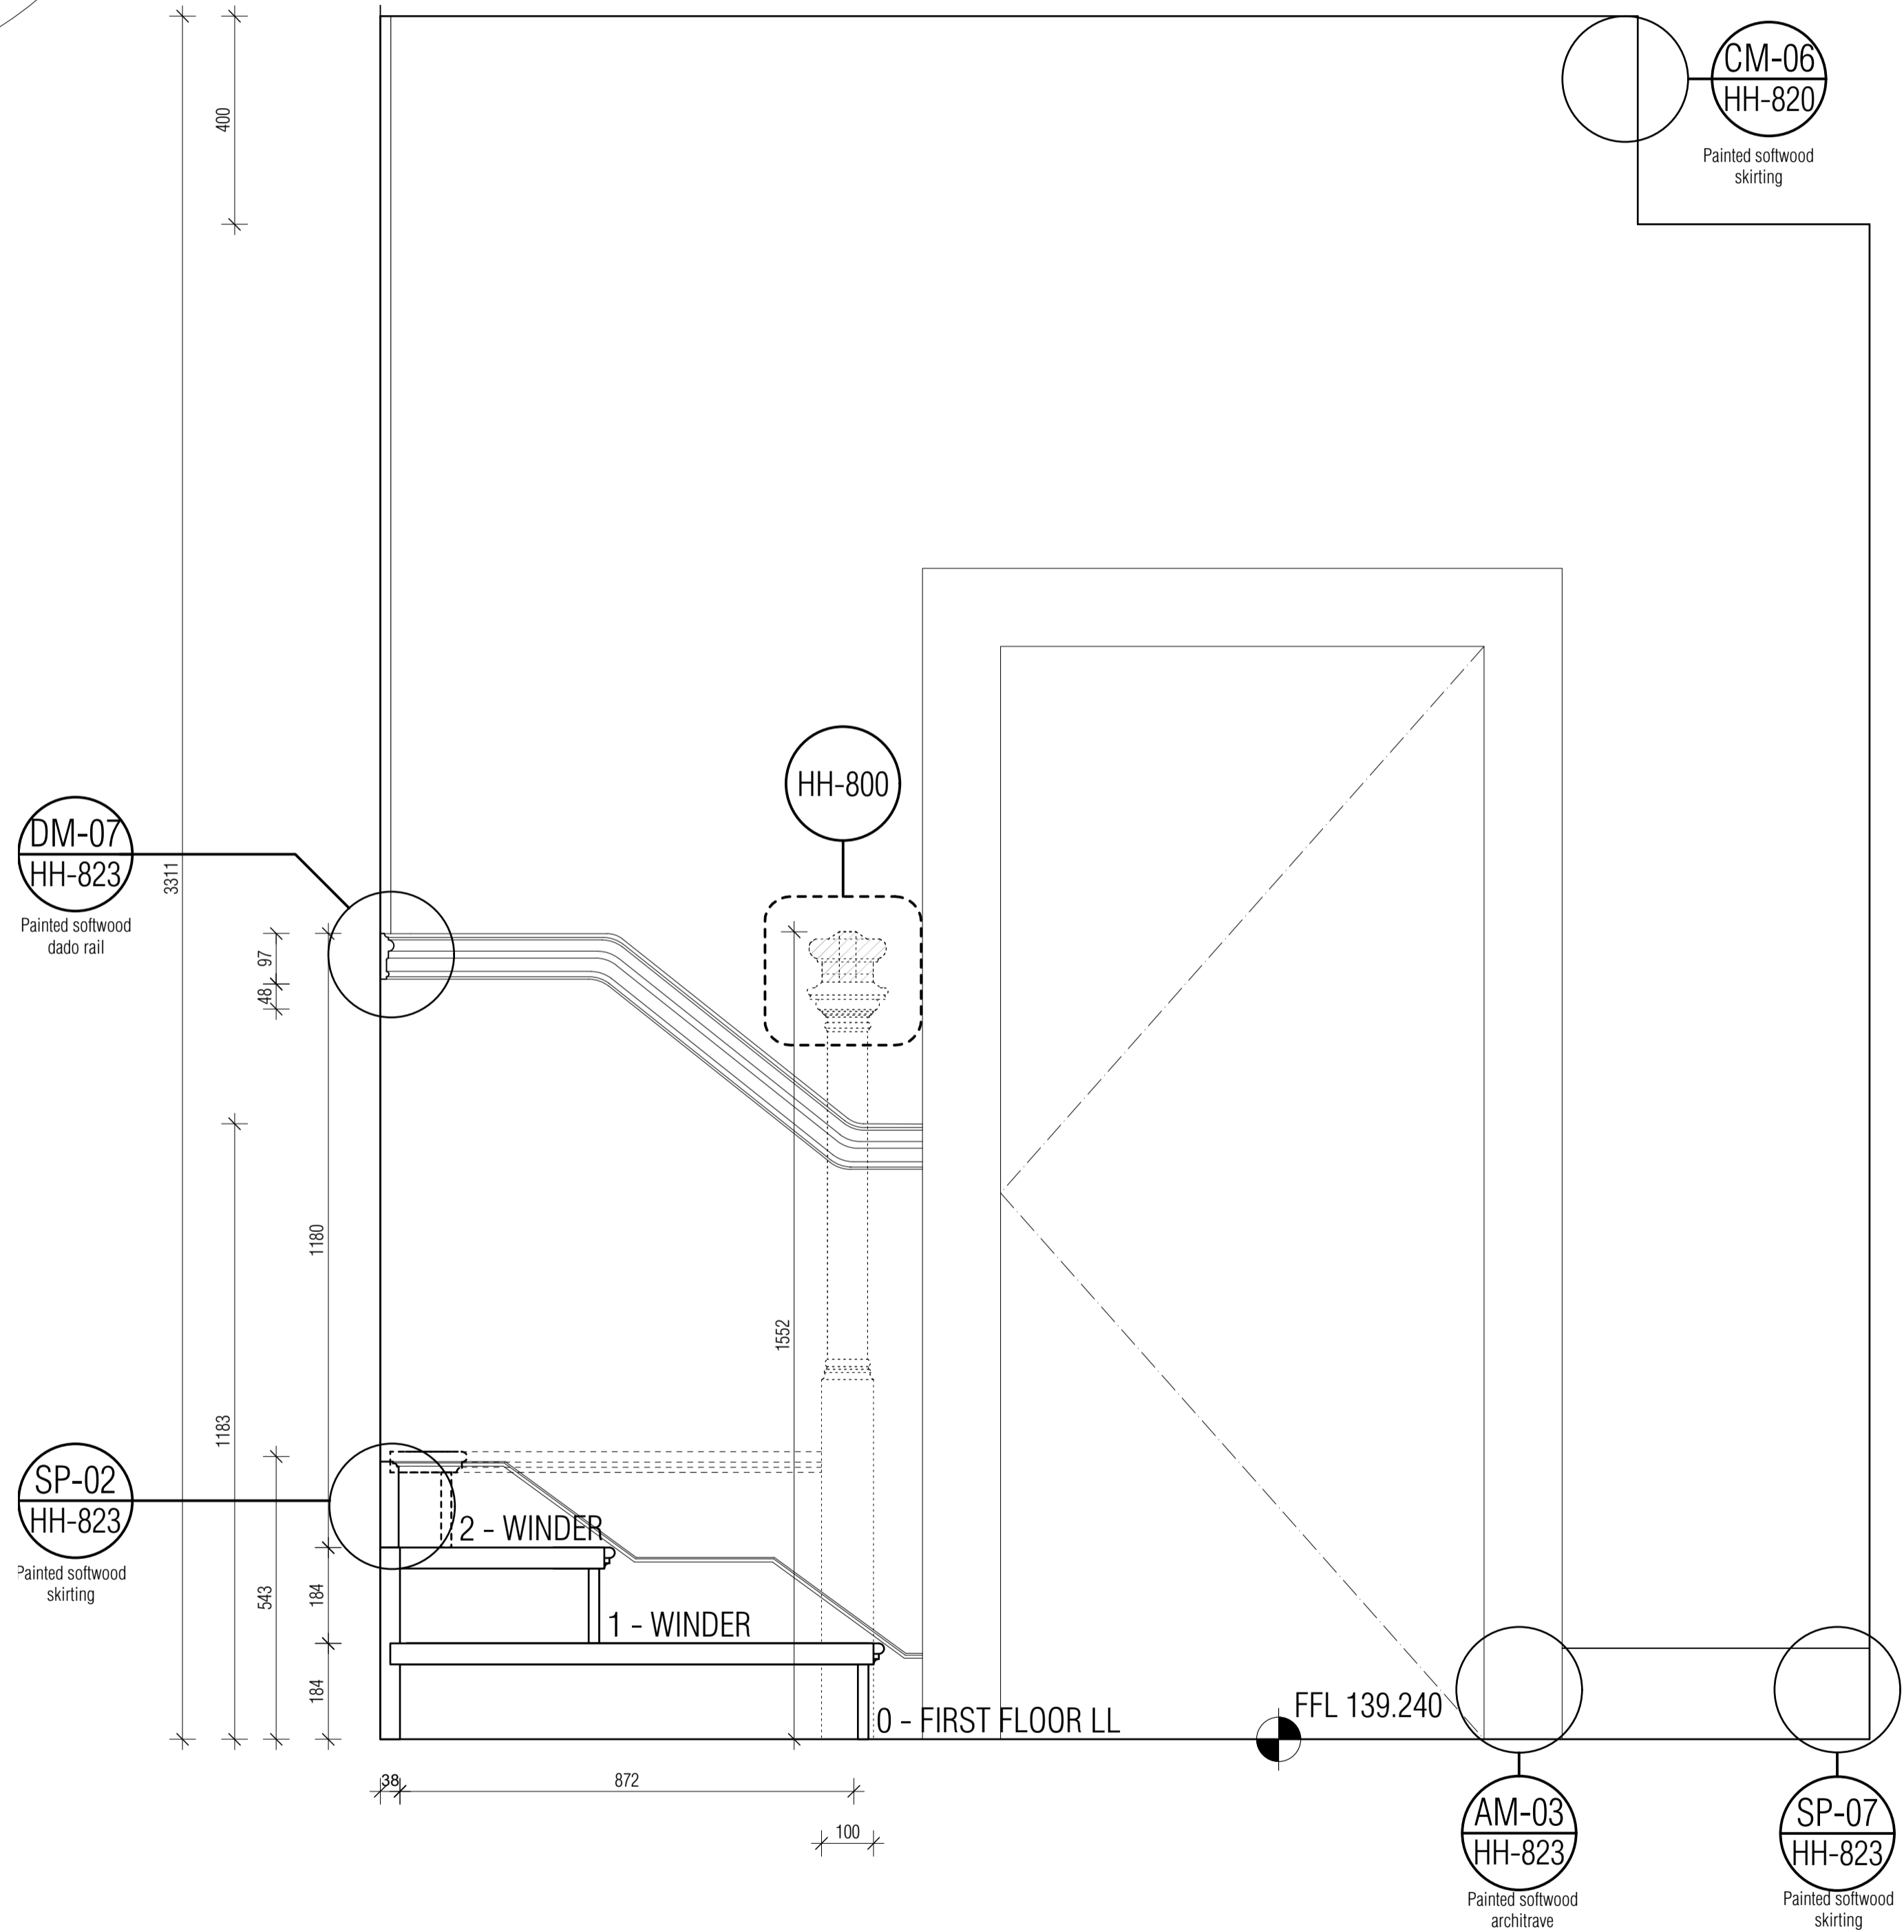 CM-06
HH-820
Painted softwood
skirting
400
3311
HH-800
DM-07
HH-823
Painted softwood
dado rail
97
48
1180
1552
1183
SP-02
HH-823
Painted softwood
skirting
2 - WINDER
543
184
1 - WINDER
184
0 - FIRST FLOOR LL
FFL 139.240
38
872
100
AM-03
HH-823
Painted softwood
architrave
SP-07
HH-823
Painted softwood
skirting